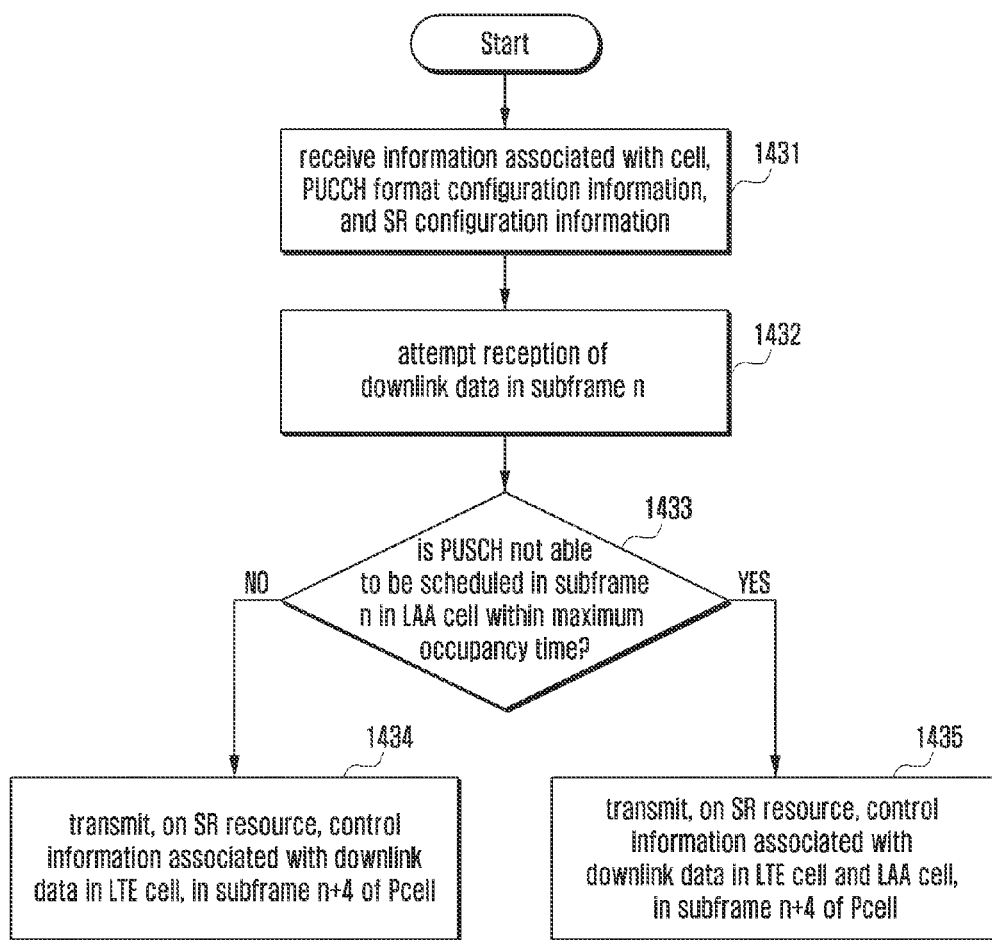 Start
1431
receive information associated with cell,
PUCCH format configuration information,
and SR configuration information
1432
attempt reception of
downlink data in subframe n
1433
is PUSCH not able
to be scheduled in subframe
n in LAA cell within maximum
occupancy time?
NO
YES
1434
transmit, on SR resource, control
information associated with downlink
data in LTE cell, in subframe n+4 of Pcell
1435
transmit, on SR resource, control
information associated with
downlink data in LTE cell and LAA cell,
in subframe n+4 of Pcell